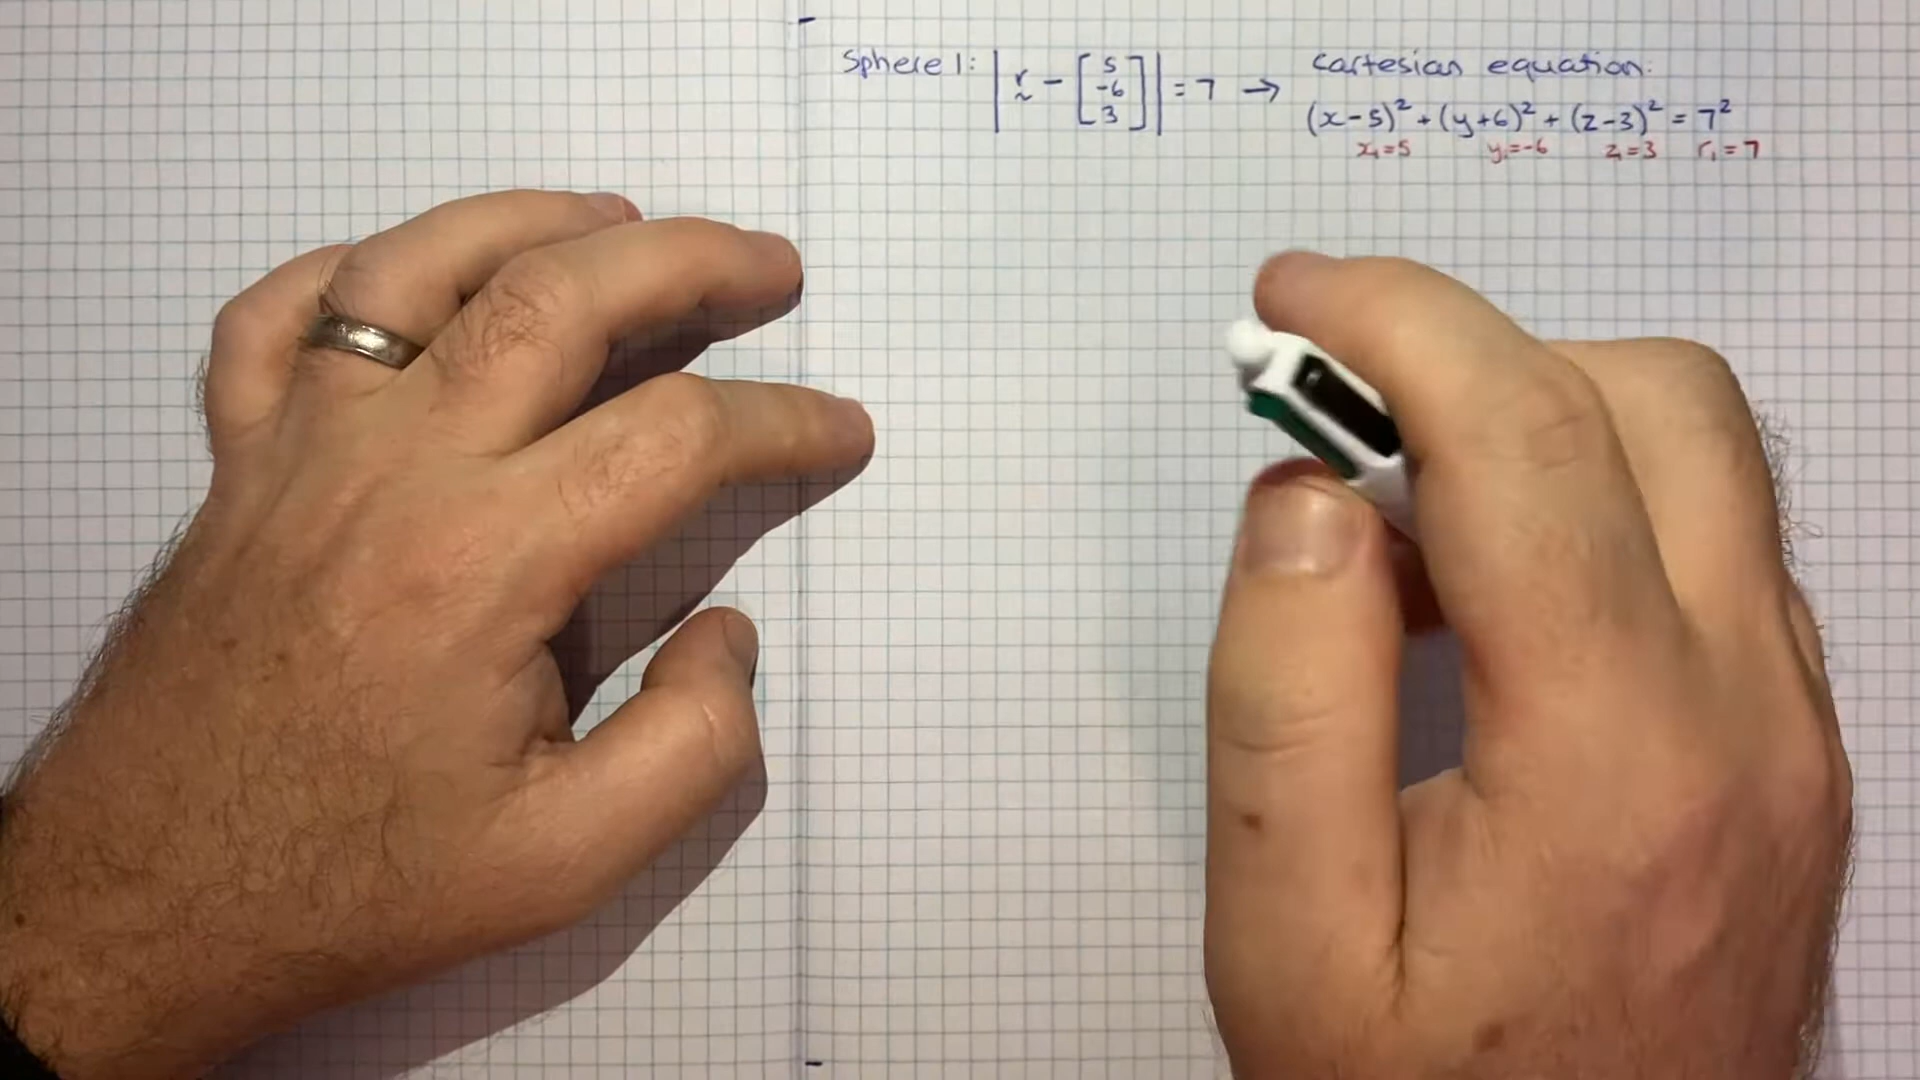 Sphere 1: | r̰ − [5 -6 3] | = 7 → Cartesian equation:
(x-5)² + (y+6)² + (z-3)² = 7²
x₁=5 y₁=-6 z₁=3 r₁=7